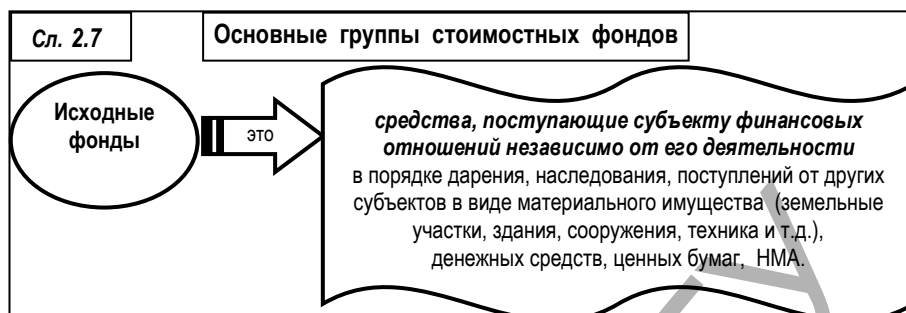 Сл. 2.7
Основные группы стоимостных фондов
Исходные
фонды
это
средства, поступающие субъекту финансовых
отношений независимо от его деятельности
в порядке дарения, наследования, поступлений от других
субъектов в виде материального имущества (земельные
участки, здания, сооружения, техника и т.д.),
денежных средств, ценных бумаг, НМА.